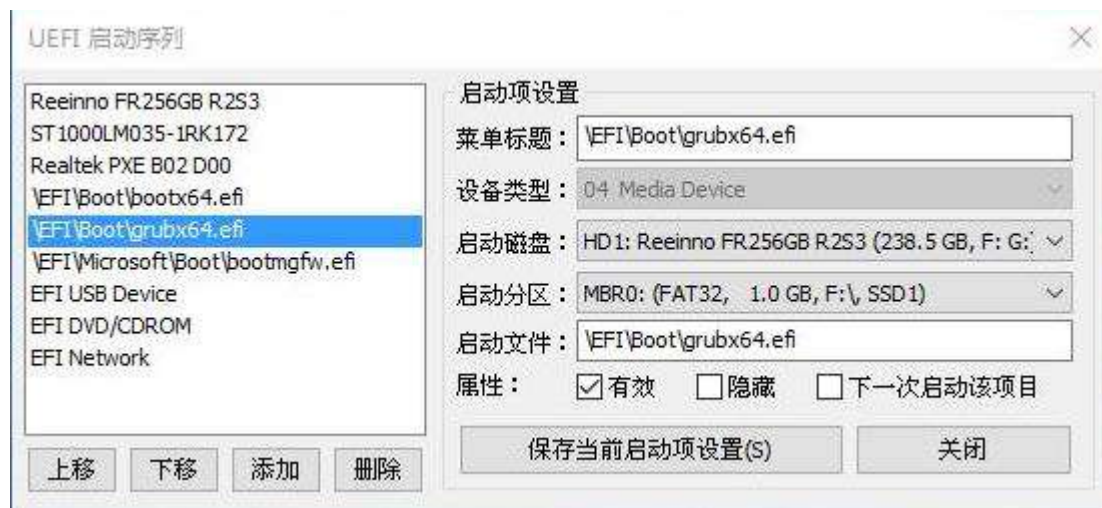 UEFI 启动序列
Reeinno FR256GB R2S3
ST1000LM035-1RK172
Realtek PXE B02 D00
\EFI\Boot\bootx64.efi
\EFI\Boot\grubx64.efi
\EFI\Microsoft\Boot\bootmgfw.efi
EFI USB Device
EFI DVD/CDROM
EFI Network
上移 下移 添加 删除
启动项设置
菜单标题： \EFI\Boot\grubx64.efi
设备类型： 04 Media Device
启动磁盘： HD1: Reeinno FR256GB R2S3 (238.5 GB, F: G:
启动分区： MBR0: (FAT32, 1.0 GB, F:\, SSD1)
启动文件： \EFI\Boot\grubx64.efi
属性： 有效 隐藏 下一次启动该项目
保存当前启动项设置(S) 关闭